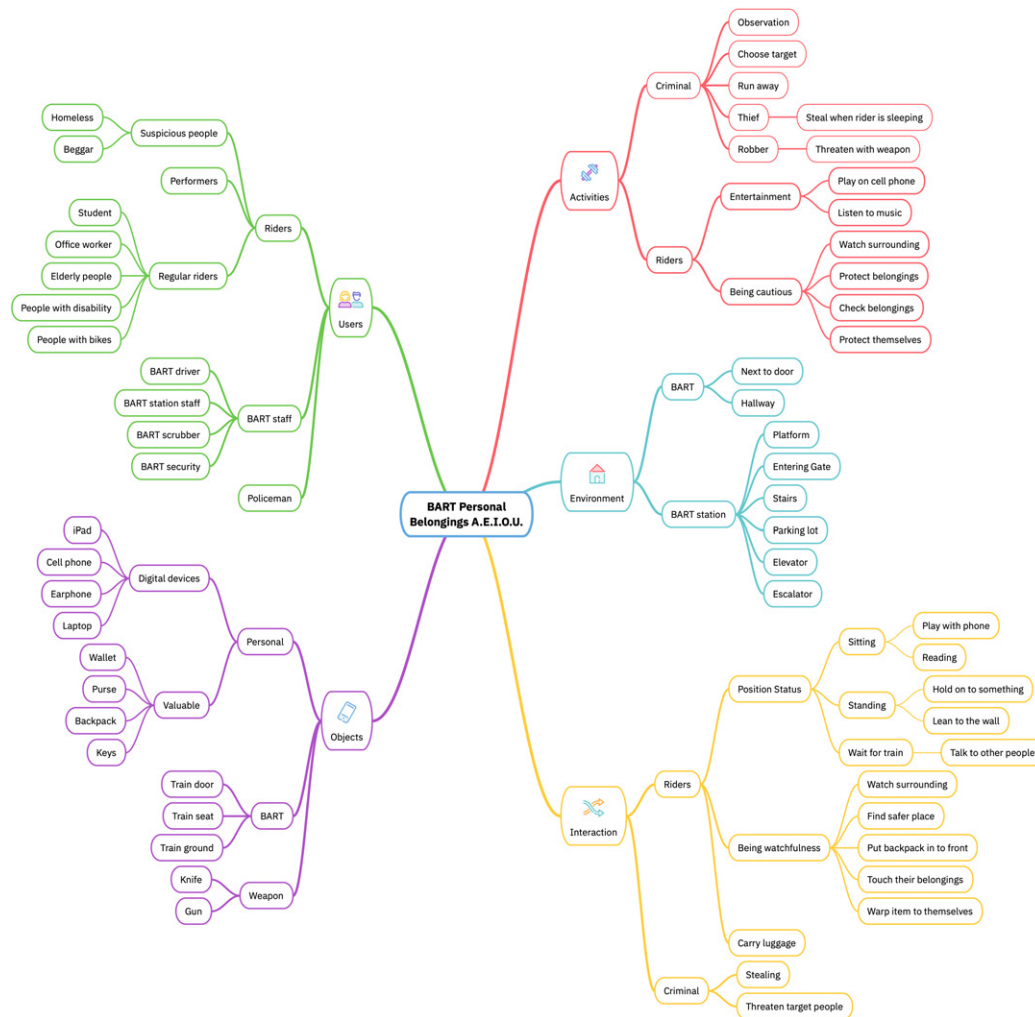 BART Personal
Belongings A.E.I.O.U.
Activities
Criminal
Observation
Choose target
Run away
Thief
Steal when rider is sleeping
Robber
Threaten with weapon
Riders
Entertainment
Play on cell phone
Listen to music
Being cautious
Watch surrounding
Protect belongings
Check belongings
Protect themselves
Environment
BART
Next to door
Hallway
BART station
Platform
Entering Gate
Stairs
Parking lot
Elevator
Escalator
Interaction
Riders
Position Status
Sitting
Play with phone
Reading
Standing
Hold on to something
Lean to the wall
Wait for train
Talk to other people
Being watchfulness
Watch surrounding
Find safer place
Put backpack in to front
Touch their belongings
Warp item to themselves
Carry luggage
Criminal
Stealing
Threaten target people
Users
Riders
Suspicious people
Homeless
Beggar
Performers
Regular riders
Student
Office worker
Elderly people
People with disability
People with bikes
BART staff
BART driver
BART station staff
BART scrubber
BART security
Policeman
Objects
Personal
Digital devices
iPad
Cell phone
Earphone
Laptop
Valuable
Wallet
Purse
Backpack
Keys
BART
Train door
Train seat
Train ground
Weapon
Knife
Gun